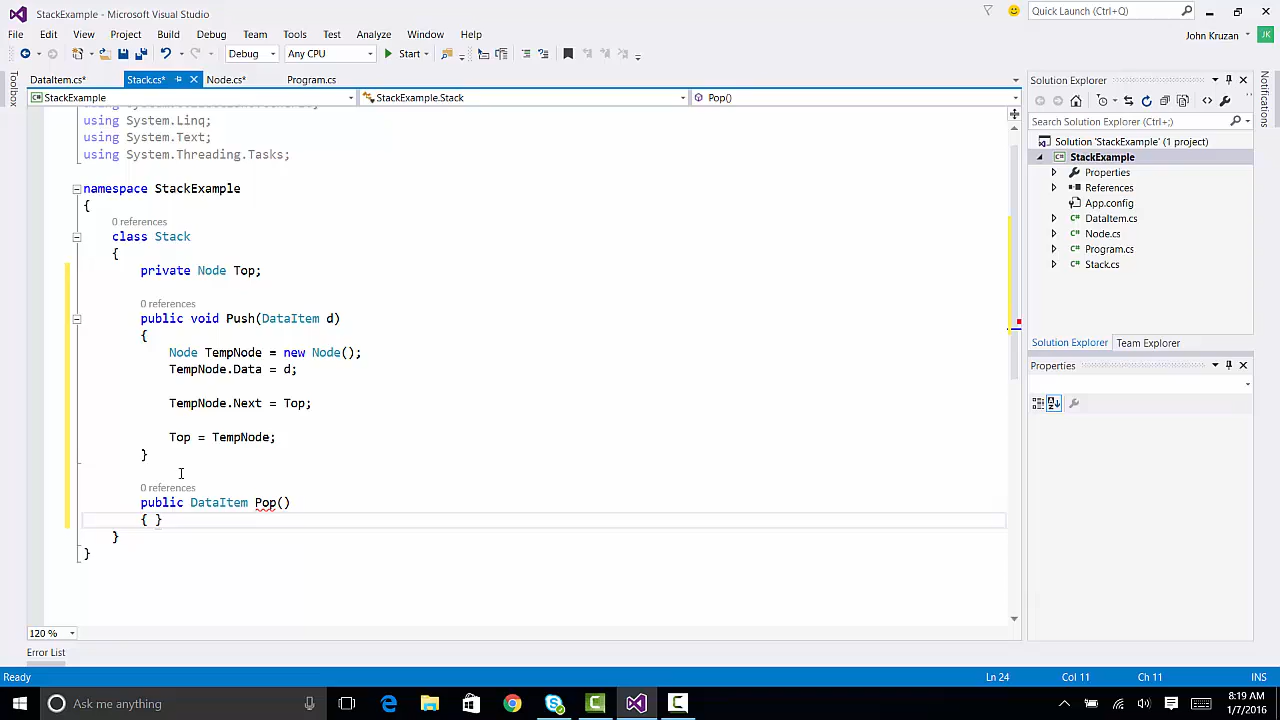 StackExample - Microsoft Visual Studio
Quick Launch (Ctrl+Q)
File Edit View Project Build Debug Team Tools Test Analyze Window Help
John Kruzan JK
Debug Any CPU Start
Toolbox
DataItem.cs* Stack.cs* Node.cs* Program.cs
StackExample StackExample.Stack Pop()
using System.Linq;
using System.Text;
using System.Threading.Tasks;
namespace StackExample
{
0 references
class Stack
{
private Node Top;
0 references
public void Push(DataItem d)
{
Node TempNode = new Node();
TempNode.Data = d;
TempNode.Next = Top;
Top = TempNode;
}
0 references
public DataItem Pop()
{ }
}
}
120 %
Error List
Solution Explorer
Search Solution Explorer (Ctrl+;)
Solution 'StackExample' (1 project)
StackExample
Properties
References
App.config
DataItem.cs
Node.cs
Program.cs
Stack.cs
Solution Explorer Team Explorer
Properties
Notifications
Ready Ln 24 Col 11 Ch 11 INS
Ask me anything
8:19 AM
1/7/2016